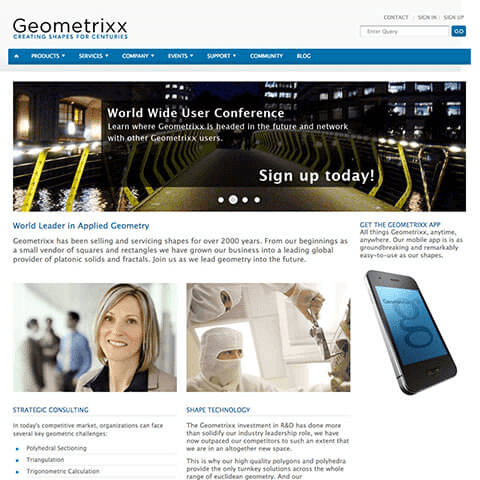 Geometrixx
CREATING SHAPES FOR CENTURIES
CONTACT | SIGN IN | SIGN UP
Enter Query GO
PRODUCTS SERVICES COMPANY EVENTS SUPPORT COMMUNITY BLOG
World Wide User Conference
Learn where Geometrixx is headed in the future and network
with other Geometrixx users.
Sign up today!
World Leader in Applied Geometry
Geometrixx has been selling and servicing shapes for over 2000 years. From our beginnings as
a small vendor of squares and rectangles we have grown our business into a leading global
provider of platonic solids and fractals. Join us as we lead geometry into the future.
GET THE GEOMETRIXX APP
All things Geometrixx, anytime,
anywhere. Our mobile app is is as
groundbreaking and remarkably
easy-to-use as our shapes.
Geometrixx
g
STRATEGIC CONSULTING
In today's competitive market, organizations can face
several key geometric challenges:
Polyhedral Sectioning
Triangulation
Trigonometric Calculation
SHAPE TECHNOLOGY
The Geometrixx investment in R&D has done more
than solidify our industry leadership role, we have
now outpaced our competitors to such an extent that
we are in an altogether new space.
This is why our high quality polygons and polyhedra
provide the only turnkey solutions across the whole
range of euclidean geometry. And our